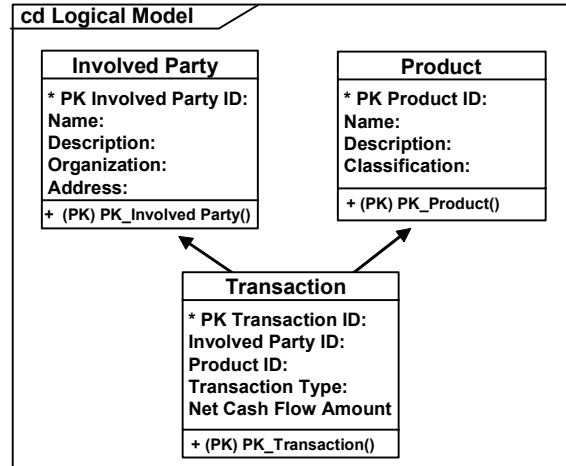 cd Logical Model
Involved Party
* PK Involved Party ID:
Name:
Description:
Organization:
Address:
+ (PK) PK_Involved Party()
Product
* PK Product ID:
Name:
Description:
Classification:
+ (PK) PK_Product()
Transaction
* PK Transaction ID:
Involved Party ID:
Product ID:
Transaction Type:
Net Cash Flow Amount
+ (PK) PK_Transaction()